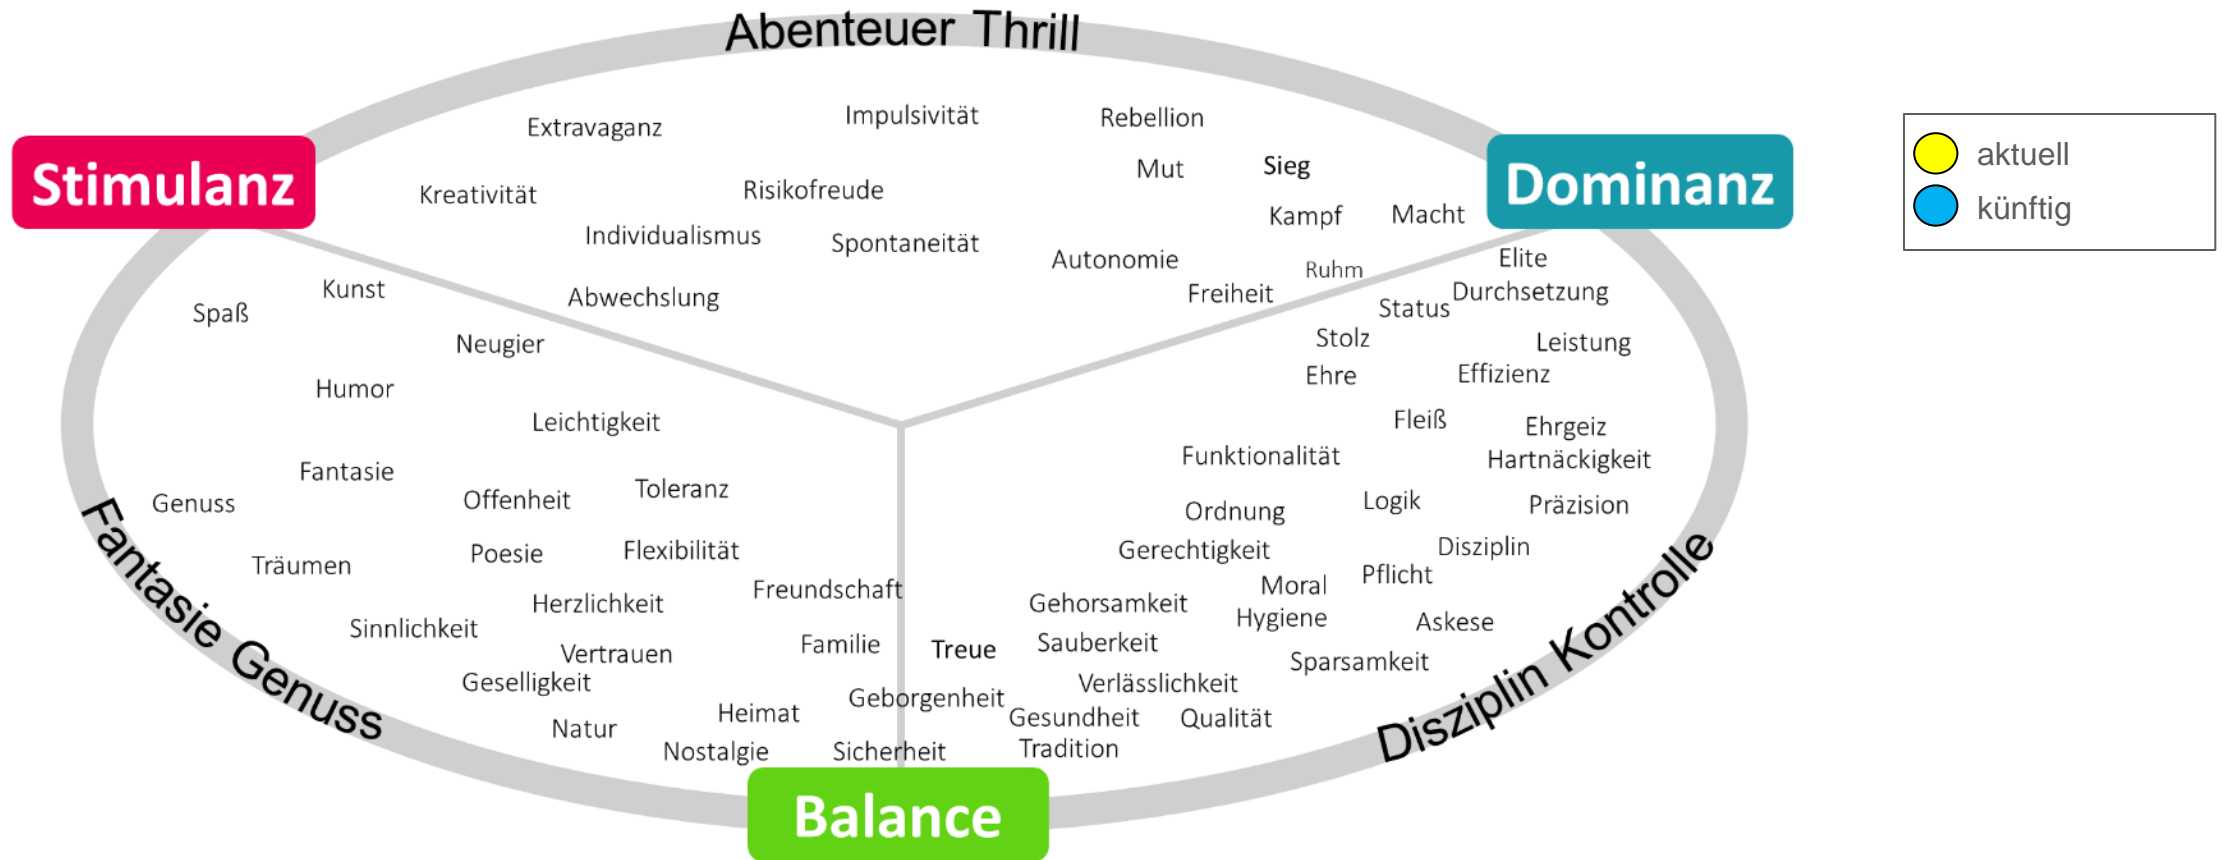 Abenteuer Thrill
Stimulanz
Dominanz
Balance
Fantasie Genuss
Disziplin Kontrolle
aktuell
künftig
Extravaganz
Impulsivität
Rebellion
Mut
Sieg
Kreativität
Risikofreude
Kampf
Macht
Individualismus
Spontaneität
Autonomie
Ruhm
Abwechslung
Freiheit
Spaß
Kunst
Neugier
Humor
Leichtigkeit
Fantasie
Genuss
Offenheit
Toleranz
Träumen
Poesie
Flexibilität
Freundschaft
Herzlichkeit
Sinnlichkeit
Vertrauen
Familie
Geselligkeit
Natur
Heimat
Nostalgie
Geborgenheit
Sicherheit
Treue
Elite
Durchsetzung
Status
Stolz
Leistung
Ehre
Effizienz
Fleiß
Ehrgeiz
Funktionalität
Hartnäckigkeit
Logik
Präzision
Ordnung
Gerechtigkeit
Disziplin
Moral
Pflicht
Gehorsamkeit
Hygiene
Askese
Sauberkeit
Sparsamkeit
Verlässlichkeit
Gesundheit
Qualität
Tradition